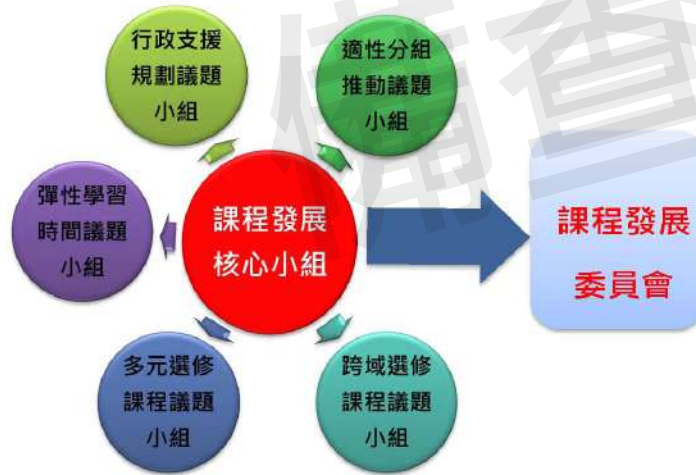 備查
行政支援
規劃議題
小組
適性分組
推動議題
小組
彈性學習
時間議題
小組
課程發展
核心小組
課程發展
委員會
多元選修
課程議題
小組
跨域選修
課程議題
小組